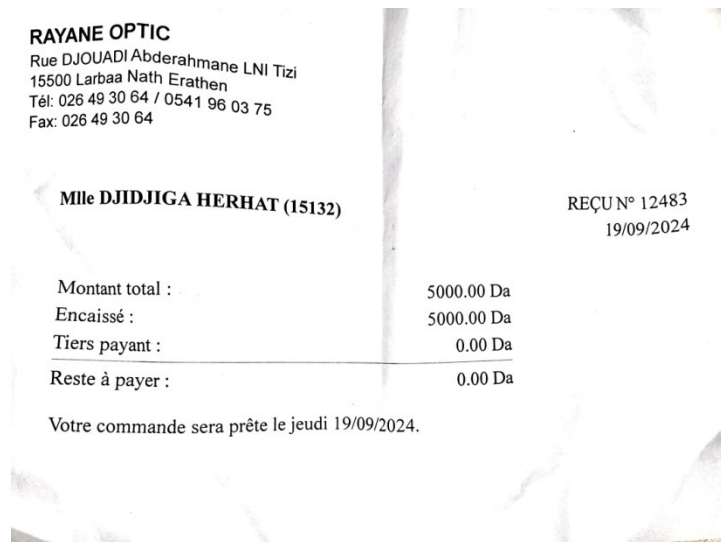 RAYANE OPTIC
Rue DJOUADI Abderahmane LNI Tizi
15500 Larbaa Nath Erathen
Tél: 026 49 30 64 / 0541 96 03 75
Fax: 026 49 30 64
Mlle DJIDJIGA HERHAT (15132)
REÇU N° 12483
19/09/2024
Montant total : 5000.00 Da
Encaissé : 5000.00 Da
Tiers payant : 0.00 Da
Reste à payer : 0.00 Da
Votre commande sera prête le jeudi 19/09/2024.